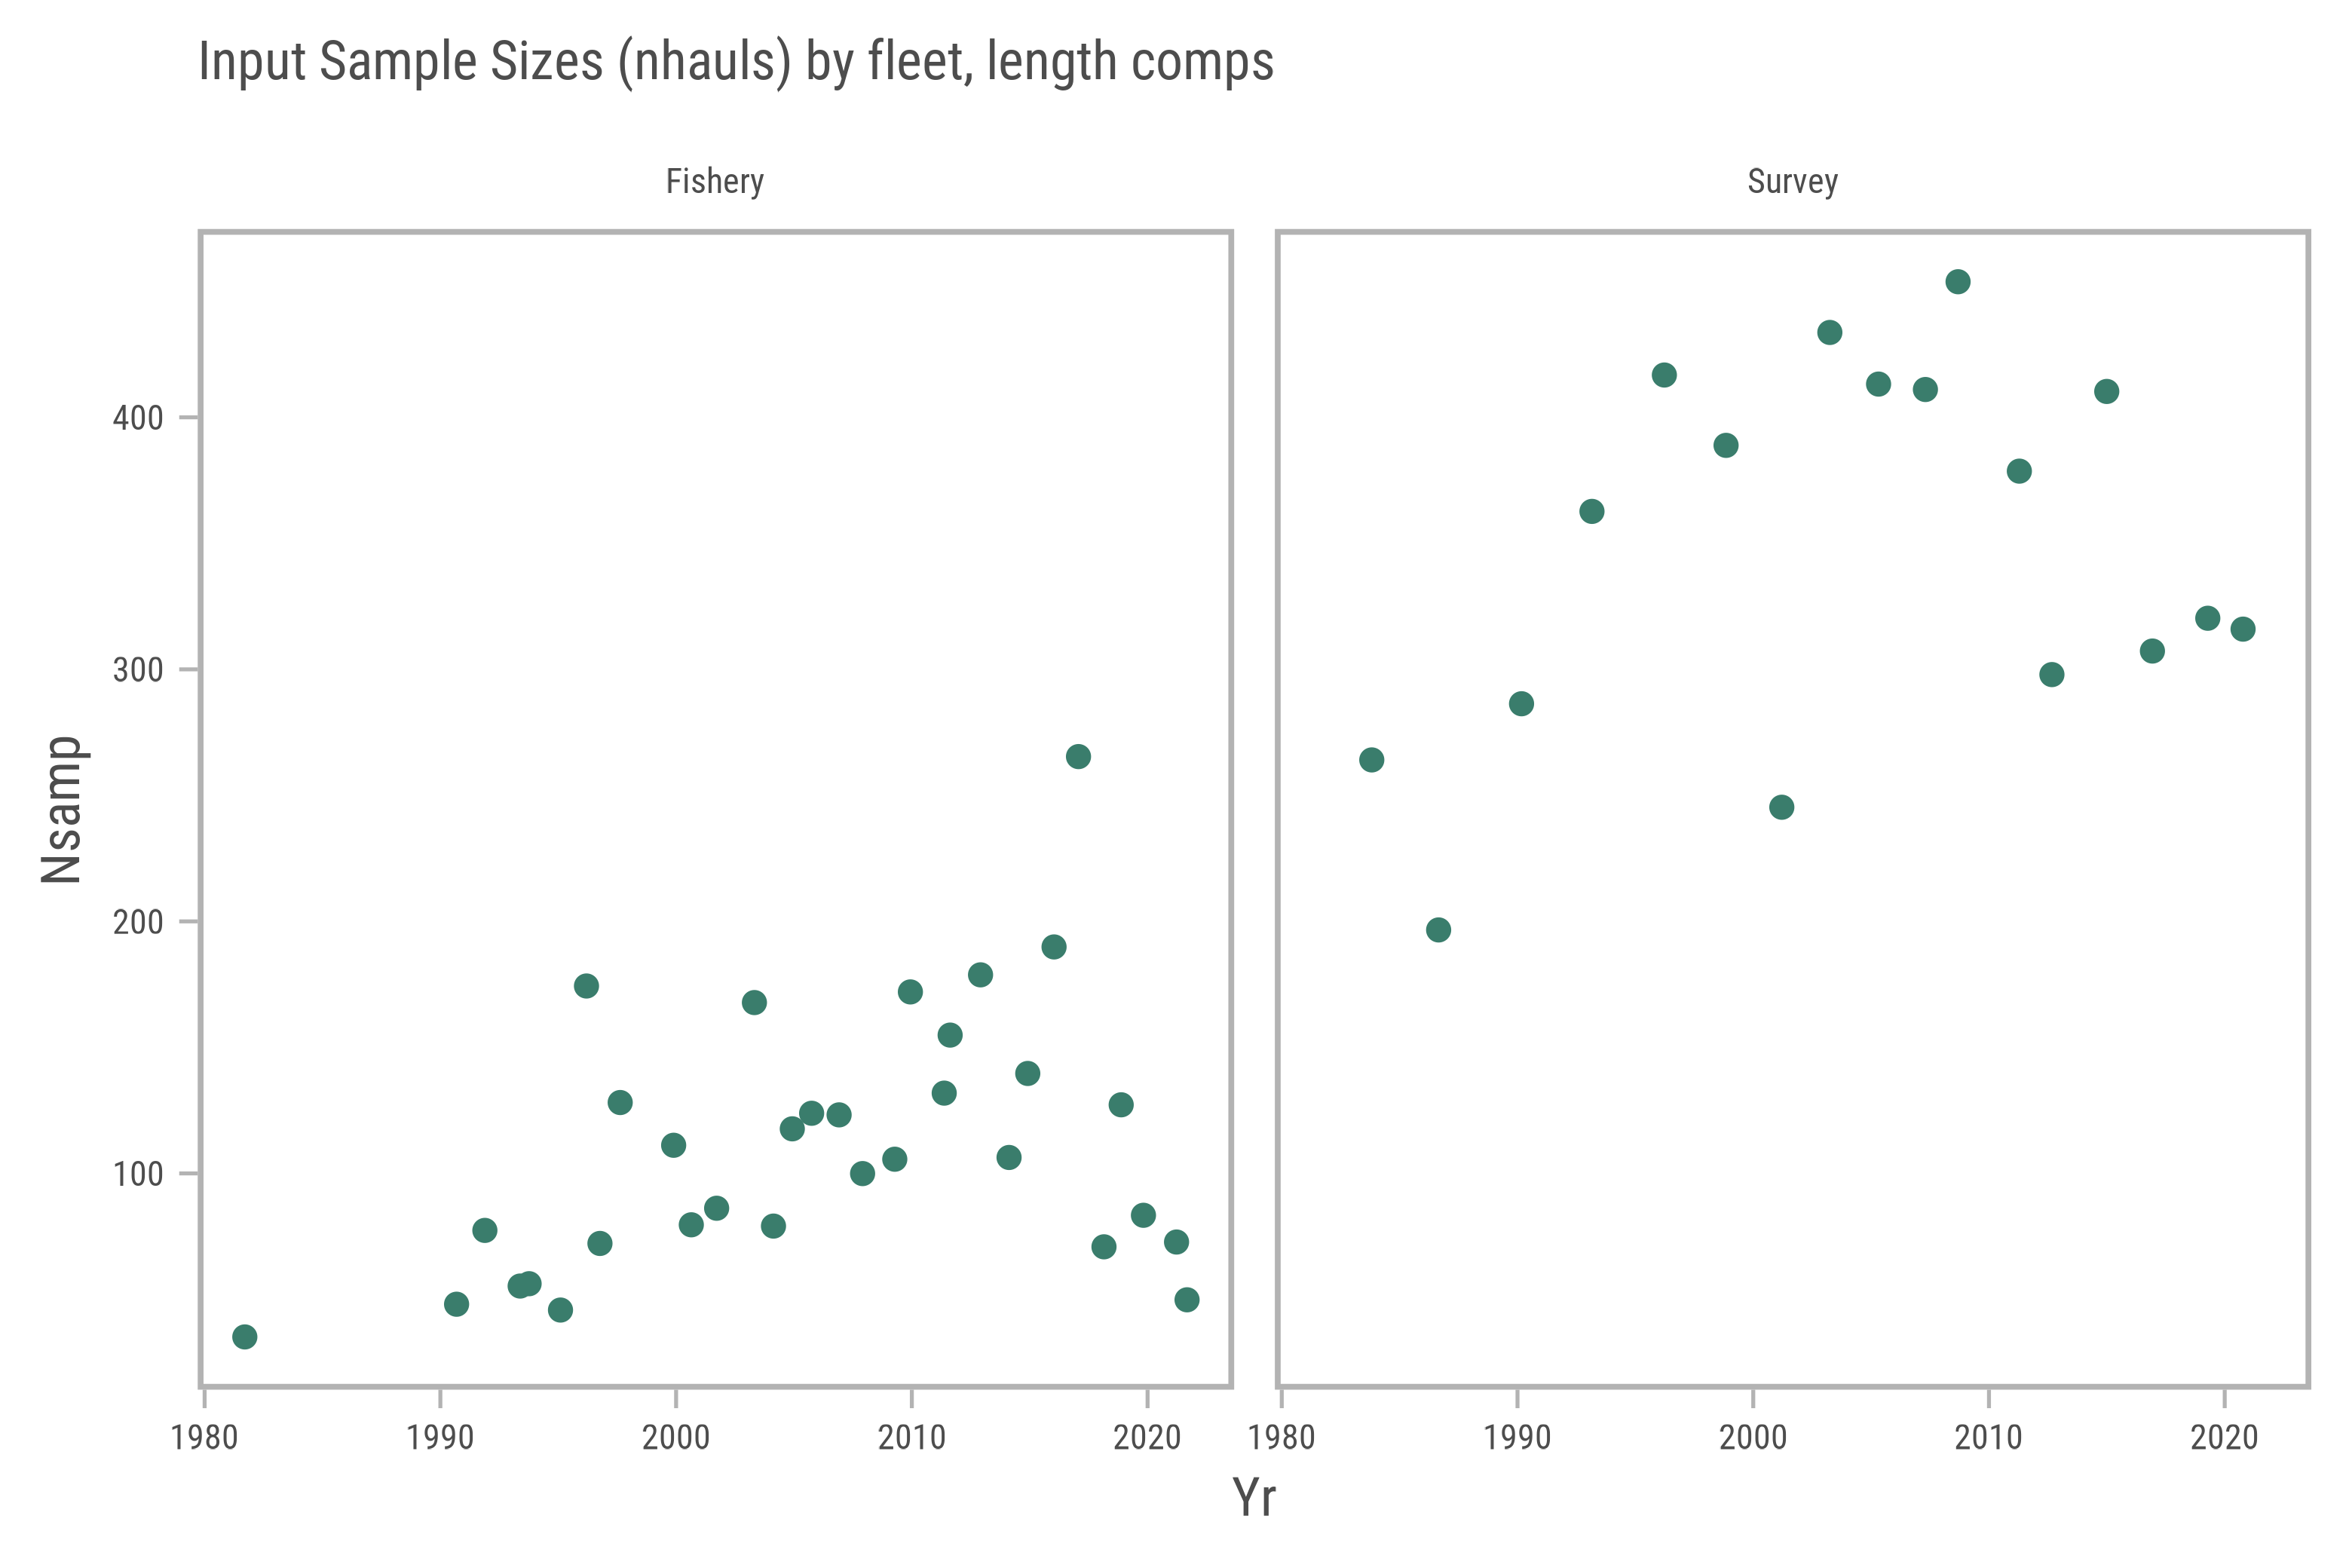 Input Sample Sizes (nhauls) by fleet, length comps
Fishery
Survey
400
300
200
100
Nsamp
1980 1990 2000 2010 2020 1980 1990 2000 2010 2020
Yr